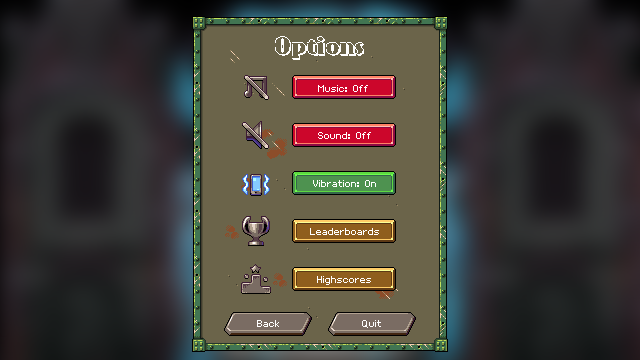 Options
Music: Off
Sound: Off
Vibration: On
Leaderboards
Highscores
Back
Quit